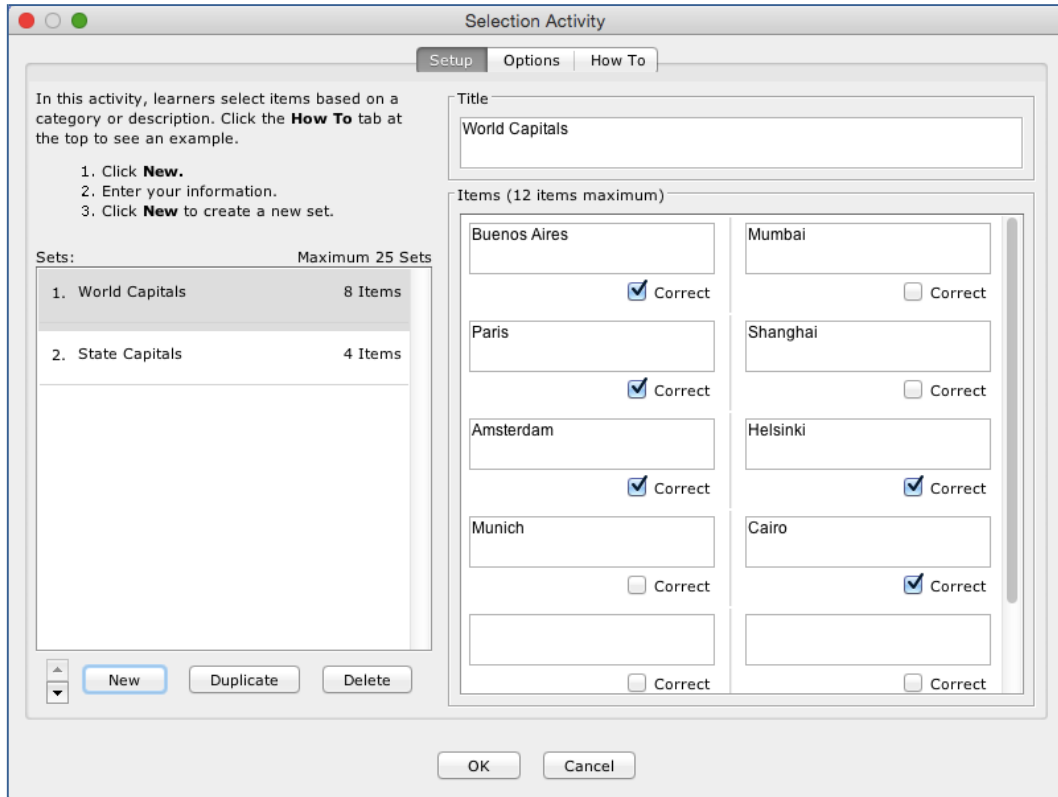 Selection Activity
Setup Options How To
In this activity, learners select items based on a
category or description. Click the How To tab at
the top to see an example.
1. Click New.
2. Enter your information.
3. Click New to create a new set.
Sets: Maximum 25 Sets
1. World Capitals 8 Items
2. State Capitals 4 Items
New Duplicate Delete
Title
World Capitals
Items (12 items maximum)
Buenos Aires Mumbai
Correct Correct
Paris Shanghai
Correct Correct
Amsterdam Helsinki
Correct Correct
Munich Cairo
Correct Correct
Correct Correct
OK Cancel